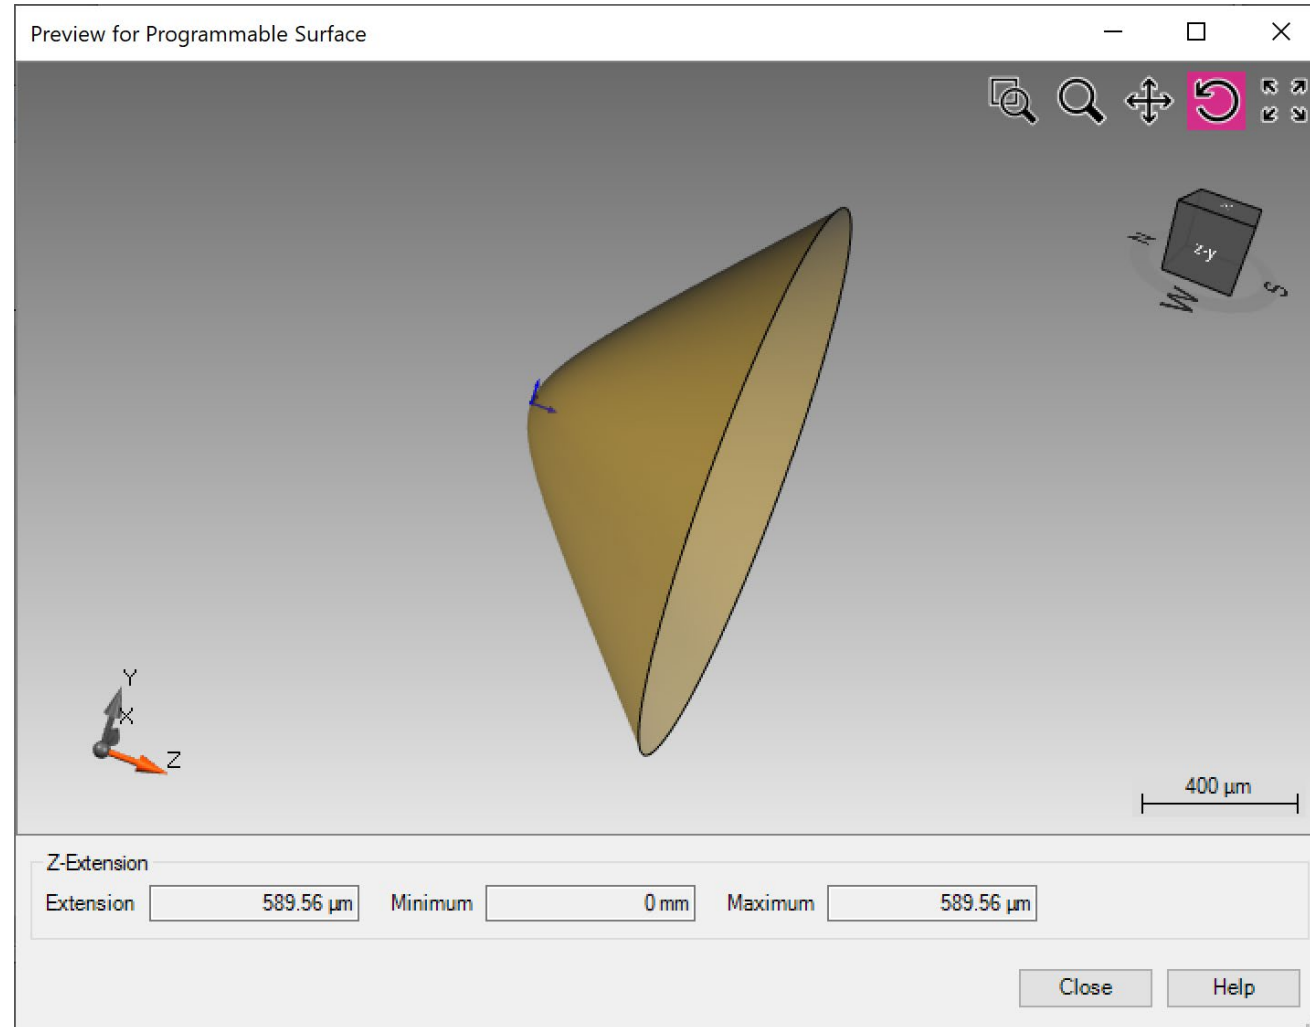 Preview for Programmable Surface
z-y
N
W
S
Y
X
Z
400 µm
Z-Extension
Extension 589.56 µm Minimum 0 mm Maximum 589.56 µm
Close Help